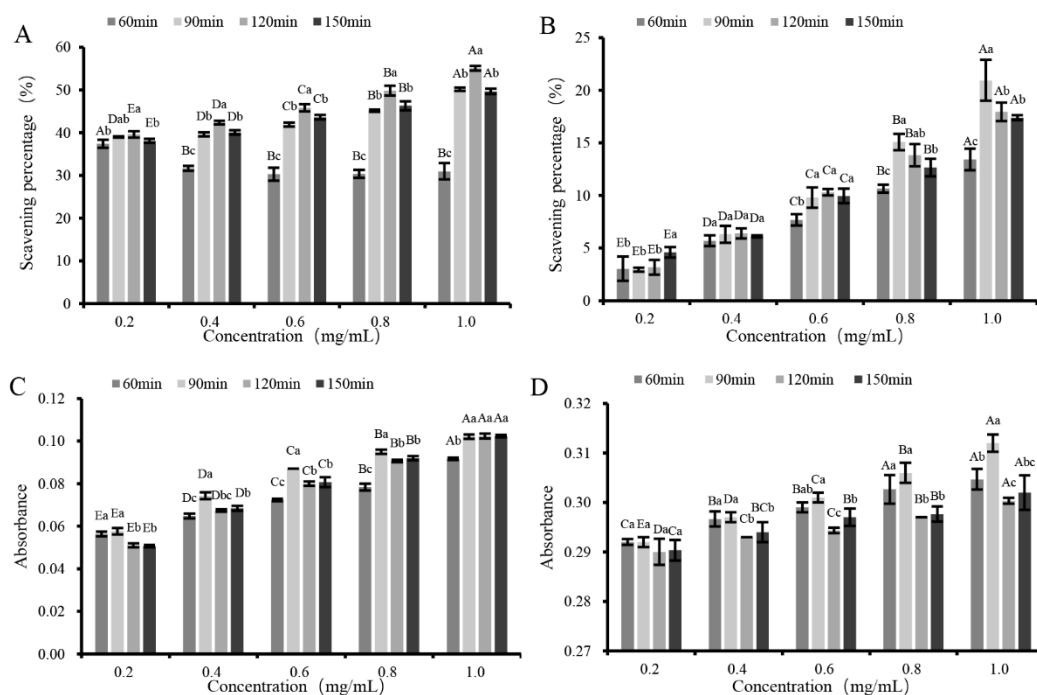 A
60min 90min 120min 150min
Scavening percentage (%)
60
50
40
30
20
10
0
Ab Dab Ea Eb
Bc Db Da Db
Bc Cb Ca Cb
Bc Bb Ba Bb
Bc Ab Aa Ab
0.2 0.4 0.6 0.8 1.0
Concentration (mg/mL)
B
60min 90min 120min 150min
Scavening percentage (%)
25
20
15
10
5
0
Eb Eb Eb Ea
Da Da Da Da
Cb Ca Ca Ca
Bc Ba Bab Bb
Ac Aa Ab Ab
0.2 0.4 0.6 0.8 1.0
Concentration (mg/mL)
C
60min 90min 120min 150min
Absorbance
0.12
0.10
0.08
0.06
0.04
0.02
0.00
Ea Ea Eb Eb
Dc Da Dbc Db
Cc Ca Cb Cb
Bc Ba Bb Bb
Ab Aa Aa Aa
0.2 0.4 0.6 0.8 1.0
Concentration (mg/mL)
D
60min 90min 120min 150min
Absorbance
0.32
0.31
0.30
0.29
0.28
0.27
Ca Ea Da Ca
Ba Da Cb BCb
Bab Ca Cc Bb
Aa Ba Bb Bb
Ab Aa Ac Abc
0.2 0.4 0.6 0.8 1.0
Concentration (mg/mL)